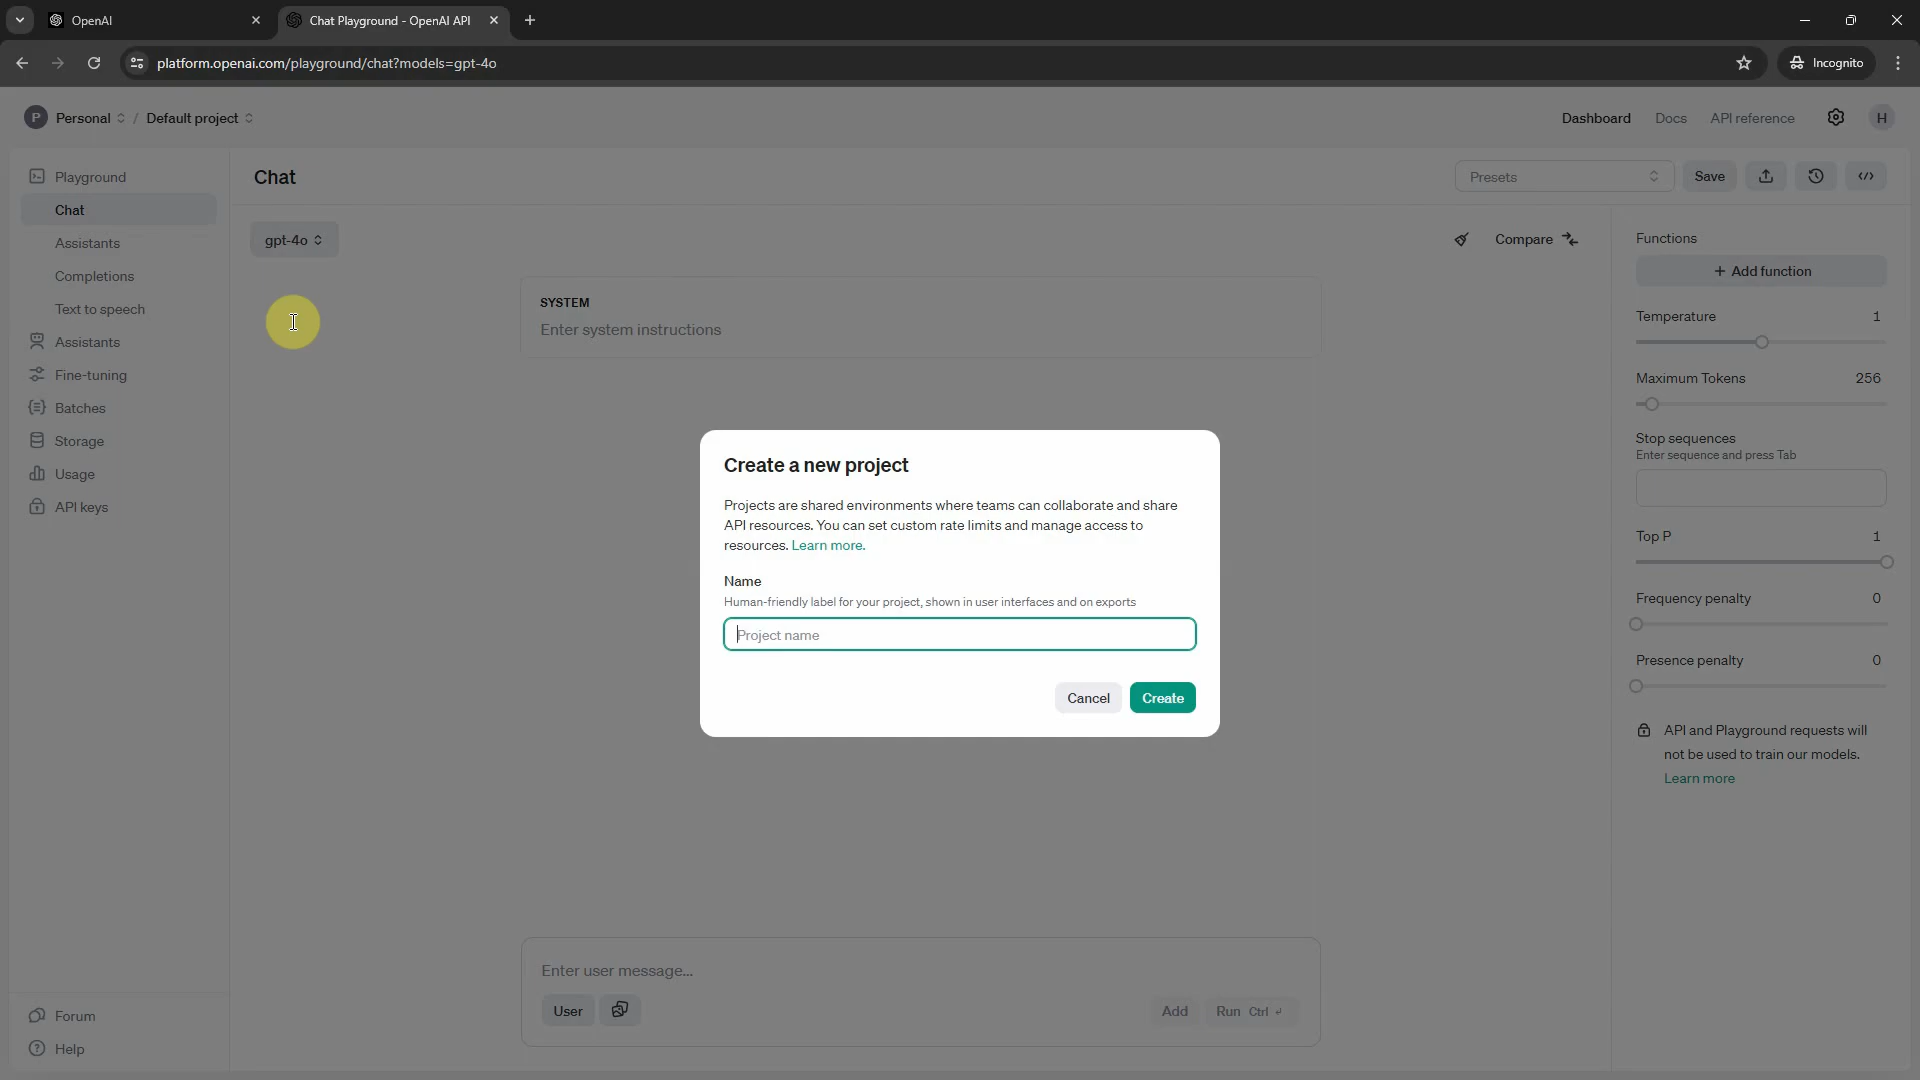 OpenAI
Chat Playground - OpenAI API
platform.openai.com/playground/chat?models=gpt-4o
Incognito
P Personal / Default project
Dashboard Docs API reference H
Playground
Chat
Assistants
Completions
Text to speech
Assistants
Fine-tuning
Batches
Storage
Usage
API keys
Forum
Help
Chat
Presets
Save
gpt-4o
Compare
SYSTEM
Enter system instructions
Create a new project
Projects are shared environments where teams can collaborate and share
API resources. You can set custom rate limits and manage access to
resources. Learn more.
Name
Human-friendly label for your project, shown in user interfaces and on exports
Project name
Cancel Create
Enter user message...
User
Add Run Ctrl ↵
Functions
+ Add function
Temperature 1
Maximum Tokens 256
Stop sequences
Enter sequence and press Tab
Top P 1
Frequency penalty 0
Presence penalty 0
API and Playground requests will
not be used to train our models.
Learn more